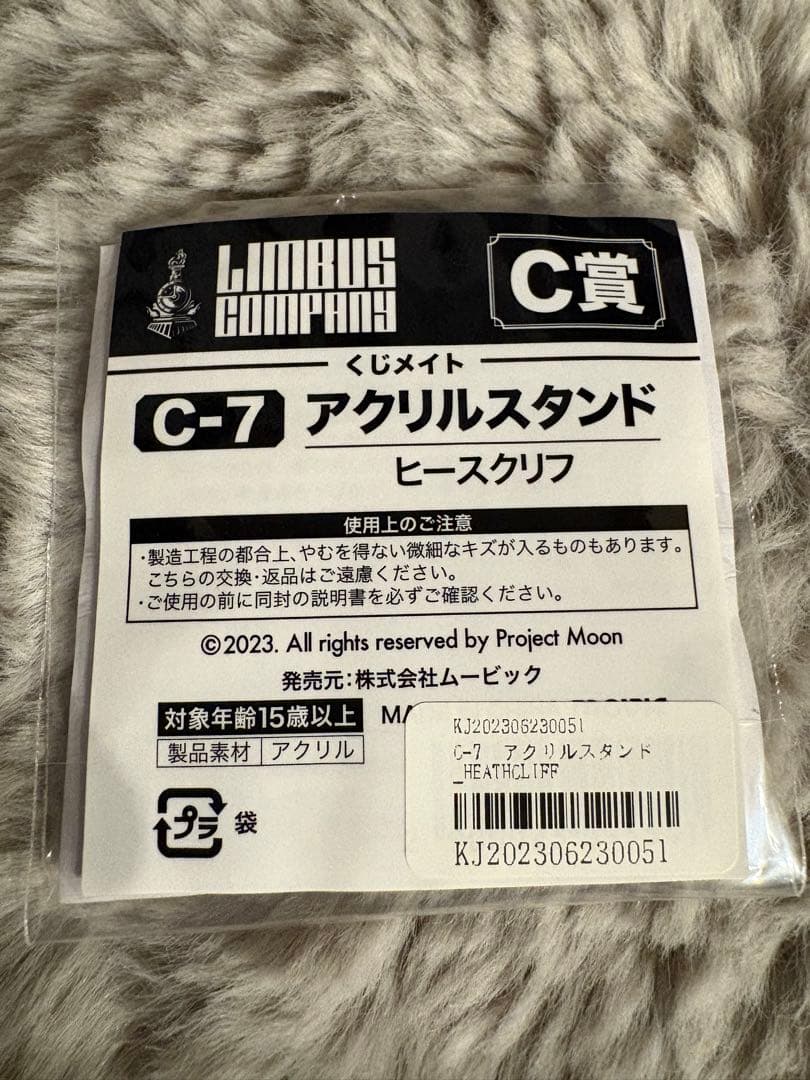 LIMBUS
COMPANY
C賞
くじメイト
C-7 アクリルスタンド
ヒースクリフ
使用上のご注意
・製造工程の都合上、やむを得ない微細なキズが入るものもあります。
こちらの交換・返品はご遠慮ください。
・ご使用の前に同封の説明書を必ずご確認ください。
©2023. All rights reserved by Project Moon
発売元:株式会社ムービック
対象年齢15歳以上
製品素材 アクリル
プラ 袋
KJ202306230051
C-7 アクリルスタンド
_HEATHCLIFF
KJ202306230051